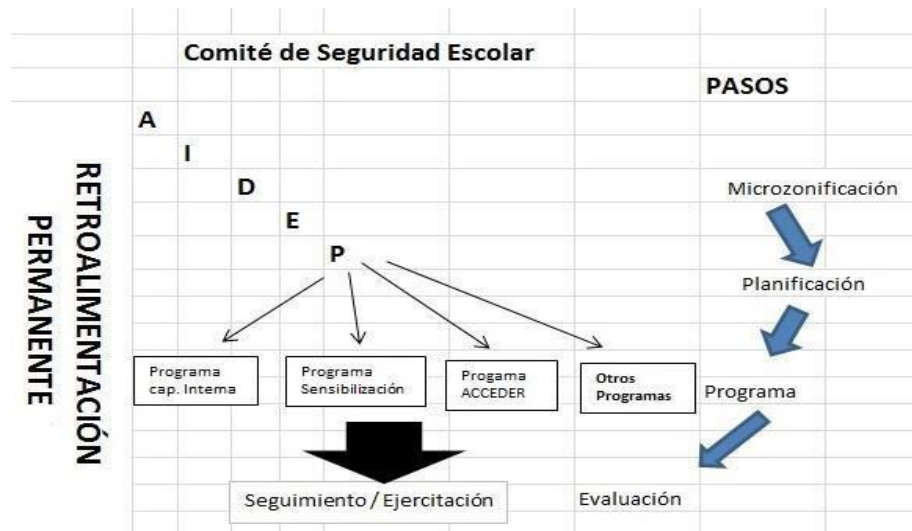 Comité de Seguridad Escolar
PASOS
A
I
D
E
P
RETROALIMENTACIÓN
PERMANENTE
Microzonificación
Planificación
Programa
cap. Interna
Programa
Sensibilización
Progama
ACCEDER
Otros
Programas
Programa
Seguimiento / Ejercitación
Evaluación